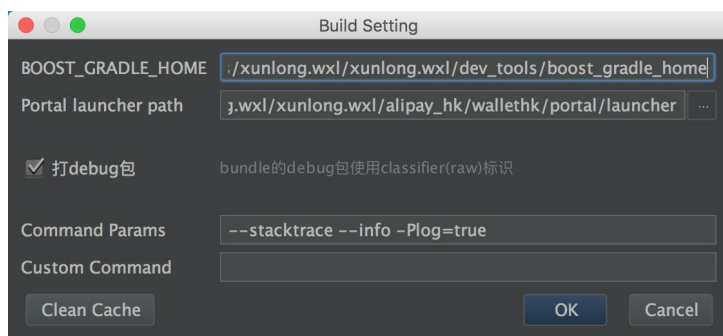 Build Setting
BOOST_GRADLE_HOME /xunlong.wxl/xunlong.wxl/dev_tools/boost_gradle_home
Portal launcher path g.wxl/xunlong.wxl/alipay_hk/wallethk/portal/launcher ...
打debug包 bundle的debug包使用classifier(raw)标识
Command Params --stacktrace --info -Plog=true
Custom Command
Clean Cache OK Cancel